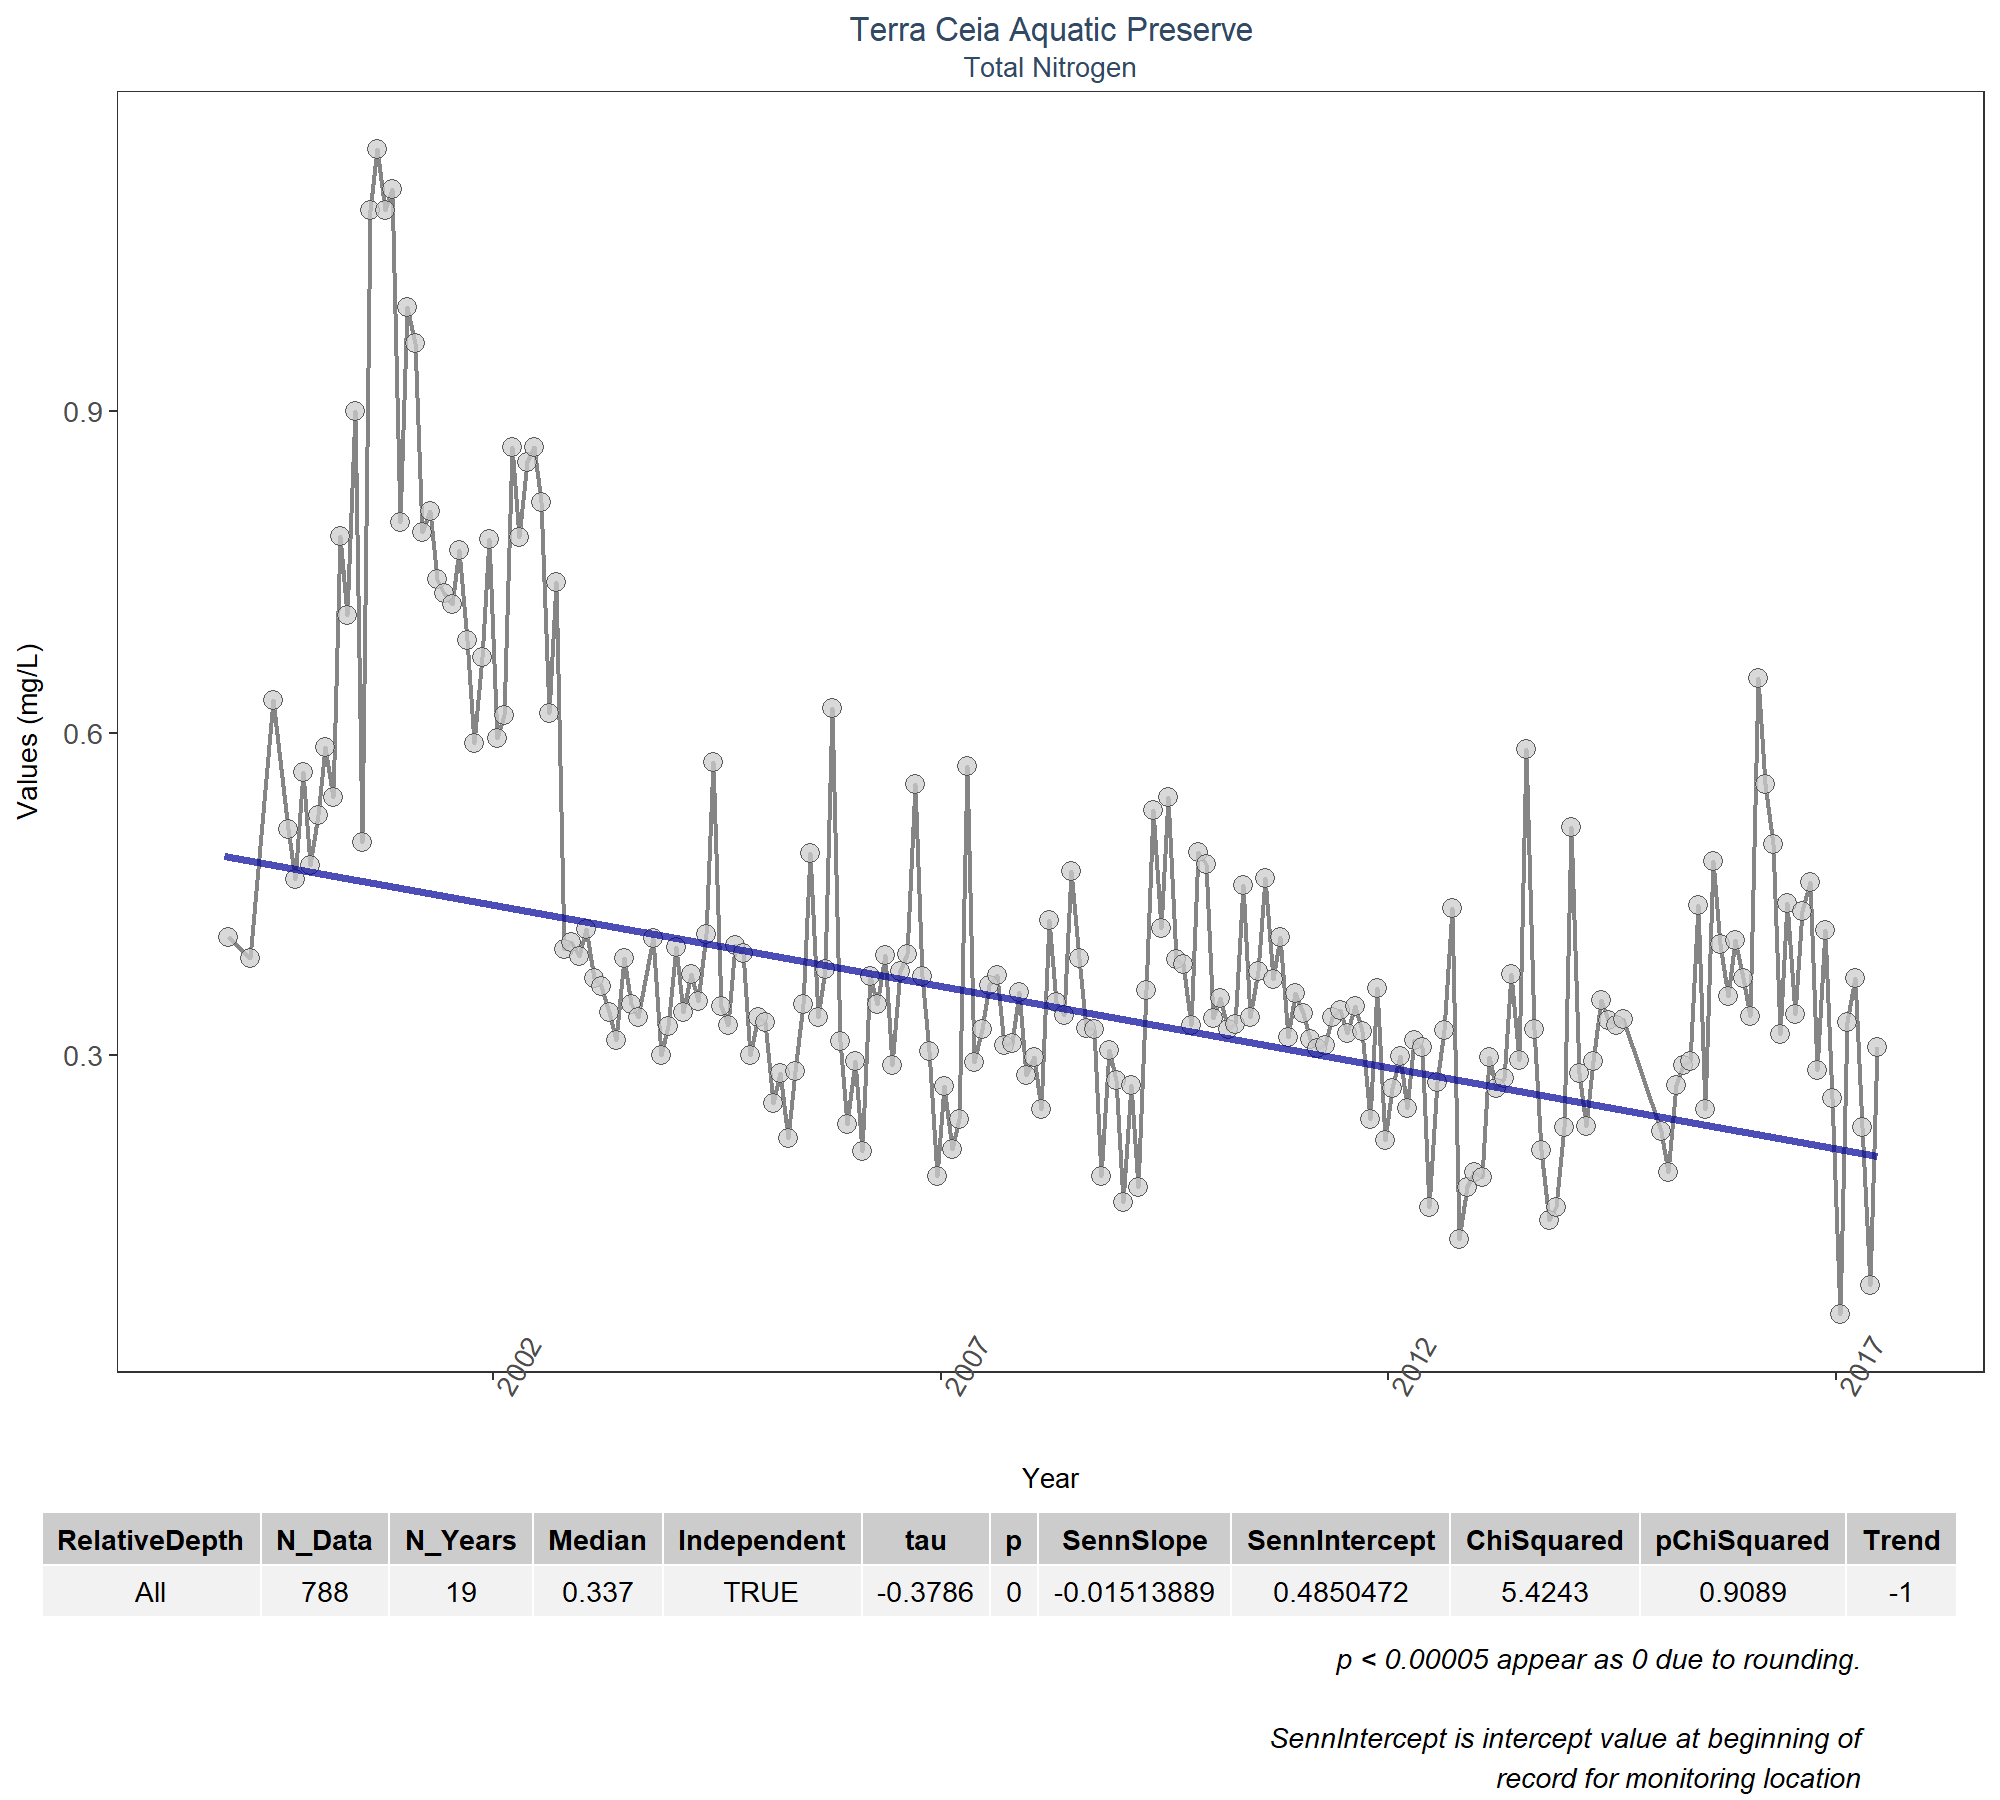 Terra Ceia Aquatic Preserve
Total Nitrogen
Values (mg/L)
0.9
0.6
0.3
2002 2007 2012 2017
Year
RelativeDepth N_Data N_Years Median Independent tau p SennSlope SennIntercept ChiSquared pChiSquared Trend
All 788 19 0.337 TRUE -0.3786 0 -0.01513889 0.4850472 5.4243 0.9089 -1
p < 0.00005 appear as 0 due to rounding.
SennIntercept is intercept value at beginning of
record for monitoring location